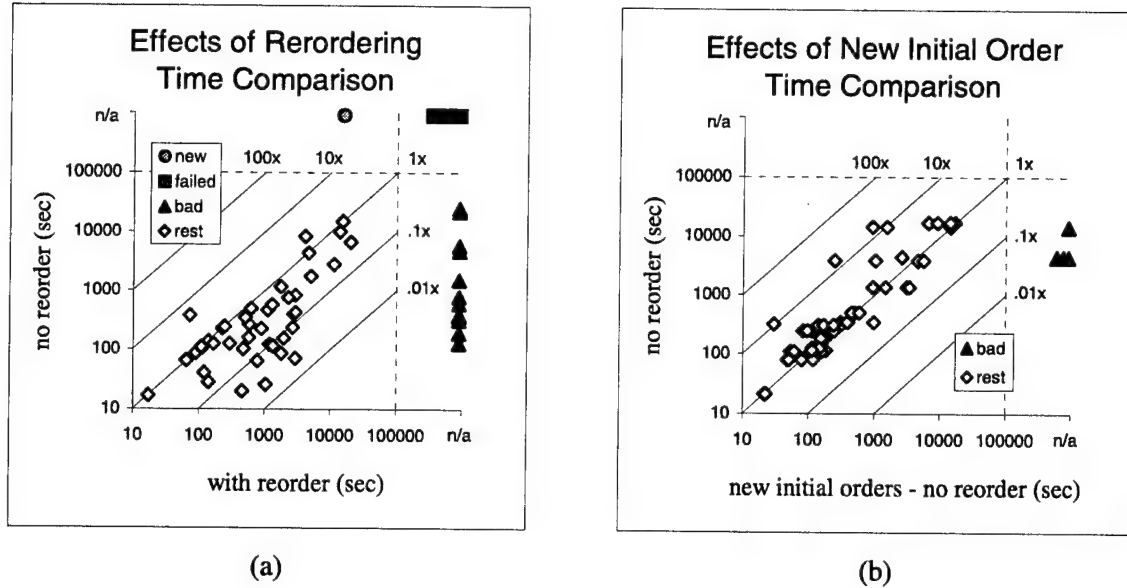 Effects of Rerordering
Time Comparison
n/a
100000
10000
1000
100
10
new
failed
bad
rest
100x
10x
1x
.1x
.01x
10
100
1000
10000
100000
n/a
no reorder (sec)
with reorder (sec)
(a)
Effects of New Initial Order
Time Comparison
n/a
100000
10000
1000
100
10
100x
10x
1x
.1x
.01x
bad
rest
10
100
1000
10000
100000
n/a
no reorder (sec)
new initial orders - no reorder (sec)
(b)